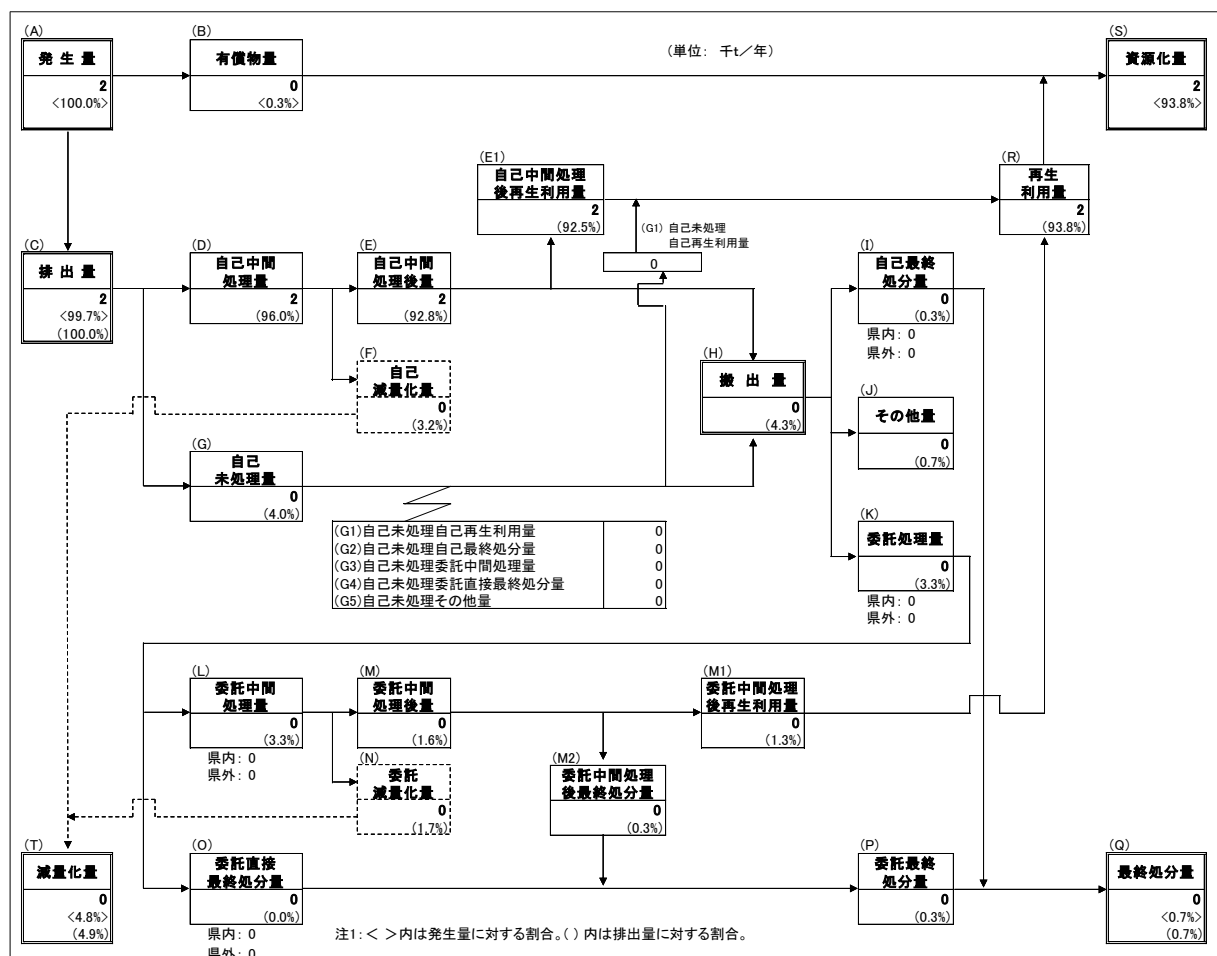 (A)
発 生 量
2
<100.0%>
(B)
有償物量
0
<0.3%>
(単位: 千t/年)
(S)
資源化量
2
<93.8%>
(E1)
自己中間処理
後再生利用量
2
(92.5%)
(G1) 自己未処理
自己再生利用量
0
(R)
再生
利用量
2
(93.8%)
(C)
排 出 量
2
<99.7%>
(100.0%)
(D)
自己中間
処理量
2
(96.0%)
(E)
自己中間
処理後量
2
(92.8%)
(F)
自己
減量化量
0
(3.2%)
(G)
自己
未処理量
0
(4.0%)
(H)
搬 出 量
0
(4.3%)
(I)
自己最終
処分量
0
(0.3%)
県内: 0
県外: 0
(J)
その他量
0
(0.7%)
(K)
委託処理量
0
(3.3%)
県内: 0
県外: 0
(G1)自己未処理自己再生利用量 0
(G2)自己未処理自己最終処分量 0
(G3)自己未処理委託中間処理量 0
(G4)自己未処理委託直接最終処分量 0
(G5)自己未処理その他量 0
(L)
委託中間
処理量
0
(3.3%)
県内: 0
県外: 0
(M)
委託中間
処理後量
0
(1.6%)
(M1)
委託中間処理
後再生利用量
0
(1.3%)
(N)
委託
減量化量
0
(1.7%)
(M2)
委託中間処理
後最終処分量
0
(0.3%)
(T)
減量化量
0
<4.8%>
(4.9%)
(O)
委託直接
最終処分量
0
(0.0%)
県内: 0
県外: 0
(P)
委託最終
処分量
0
(0.3%)
(Q)
最終処分量
0
<0.7%>
(0.7%)
注1:< >内は発生量に対する割合。( )内は排出量に対する割合。